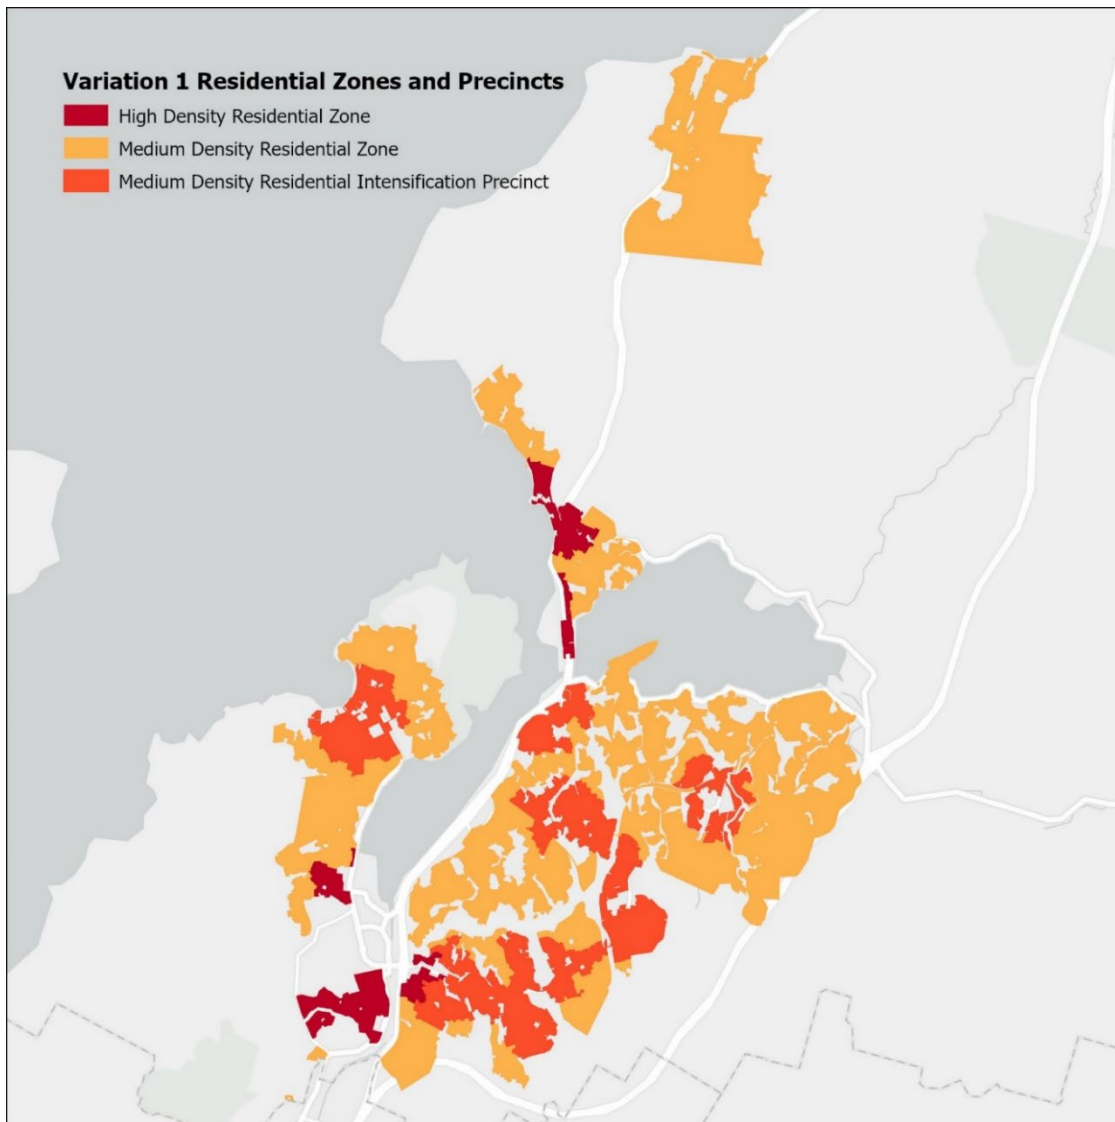 Variation 1 Residential Zones and Precincts
High Density Residential Zone
Medium Density Residential Zone
Medium Density Residential Intensification Precinct